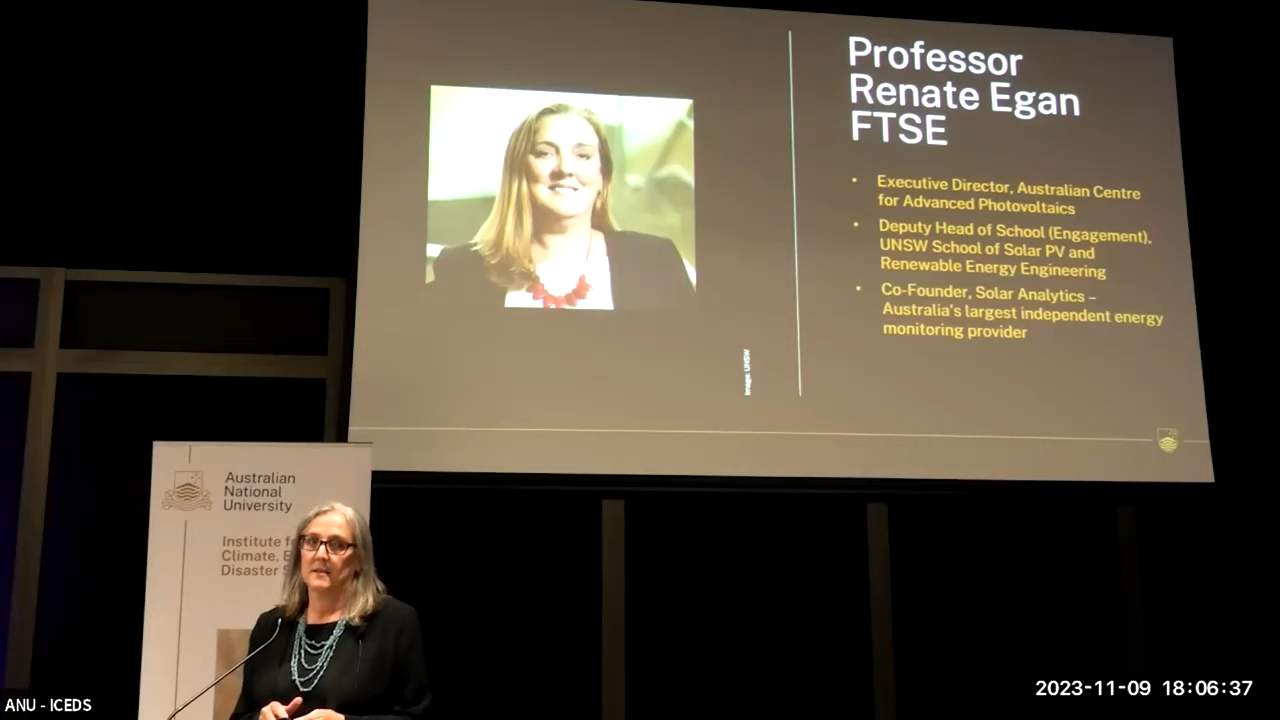 Professor
Renate Egan
FTSE
• Executive Director, Australian Centre
for Advanced Photovoltaics
• Deputy Head of School (Engagement),
UNSW School of Solar PV and
Renewable Energy Engineering
• Co-Founder, Solar Analytics –
Australia's largest independent energy
monitoring provider
Image: UNSW
Australian
National
University
Institute
Climate,
Disaster
ANU - ICEDS
2023-11-09 18:06:37